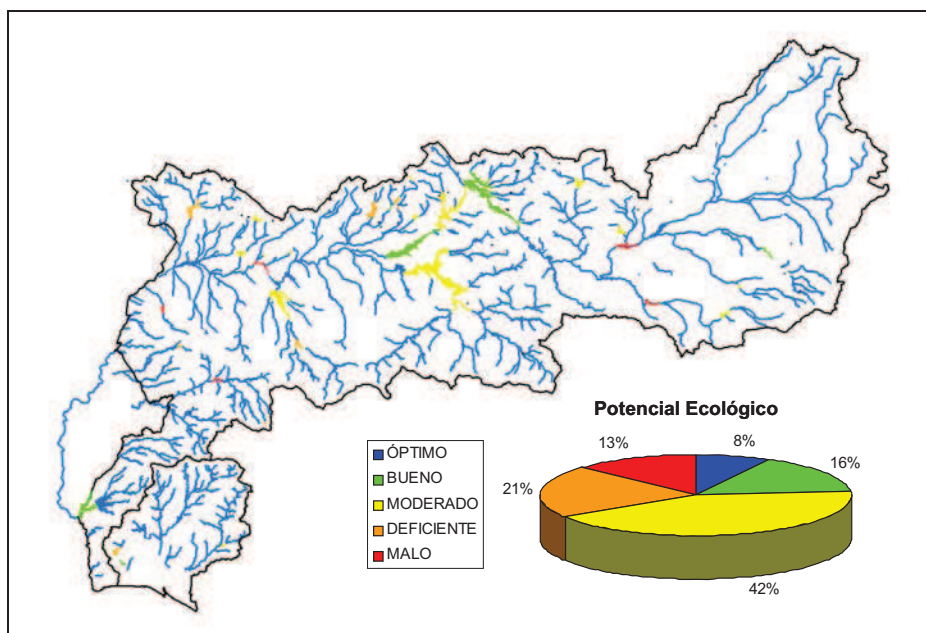 Potencial Ecológico
ÓPTIMO
BUENO
MODERADO
DEFICIENTE
MALO
13%
8%
16%
21%
42%